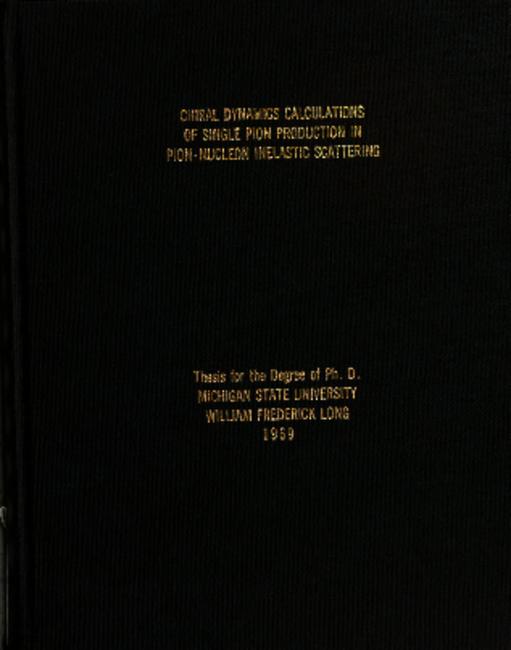 CHIRAL DYNAMICS CALCULATIONS
OF SINGLE PION PRODUCTION IN
PION-NUCLEON INELASTIC SCATTERING
Thesis for the Degree of Ph. D.
MICHIGAN STATE UNIVERSITY
WILLIAM FREDERICK LONG
1969